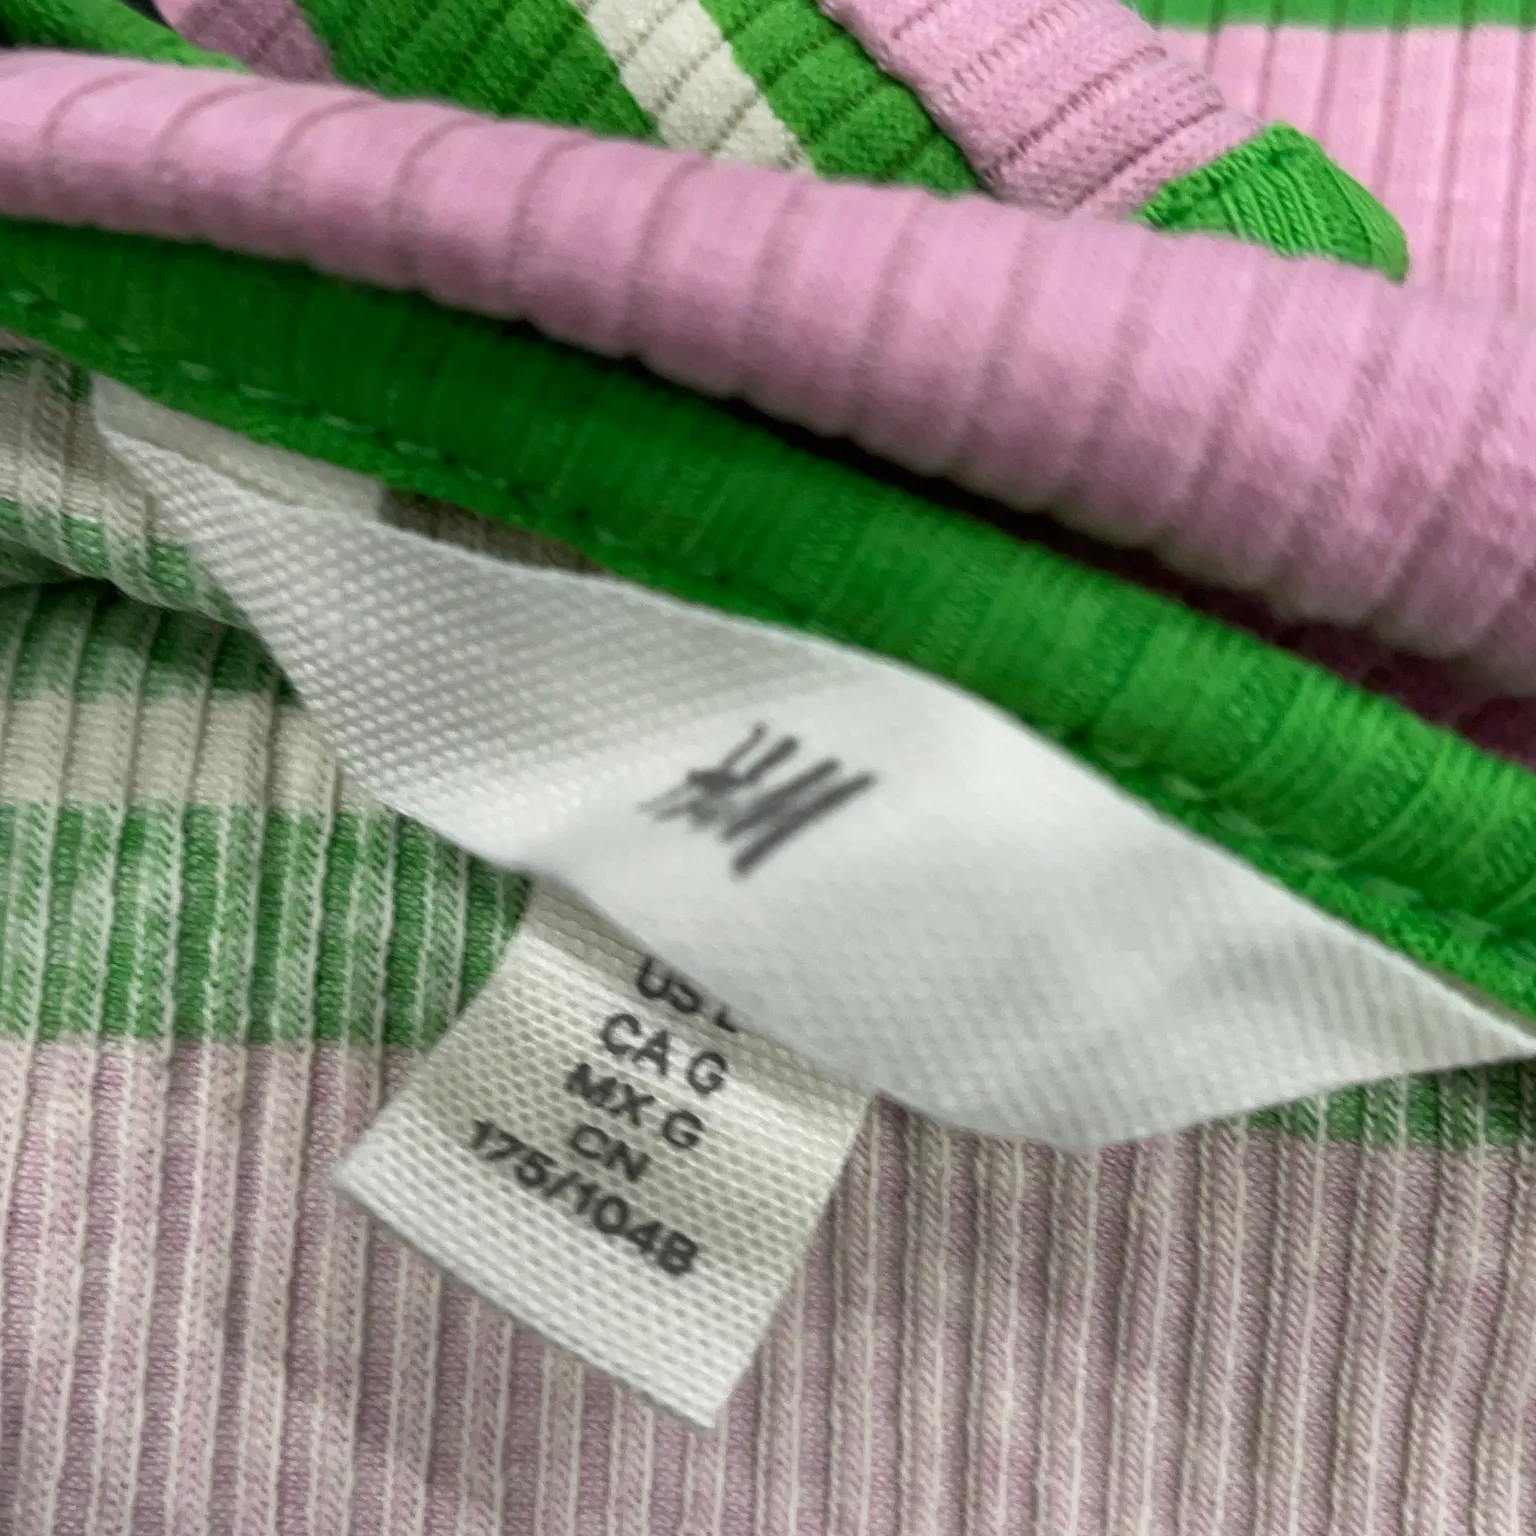 H&M
US L
CA G
MX G
CN
175/104B